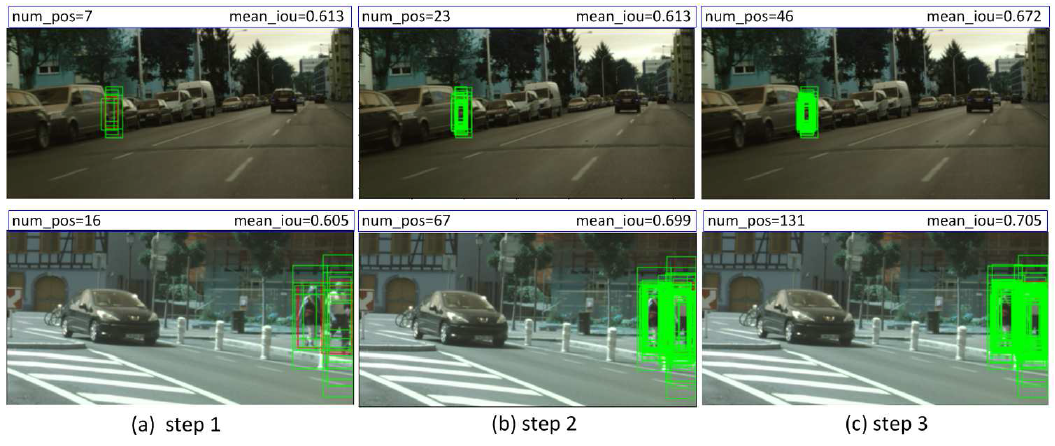 num_pos=7 mean_iou=0.613
num_pos=23 mean_iou=0.613
num_pos=46 mean_iou=0.672
num_pos=16 mean_iou=0.605
num_pos=67 mean_iou=0.699
num_pos=131 mean_iou=0.705
(a) step 1
(b) step 2
(c) step 3